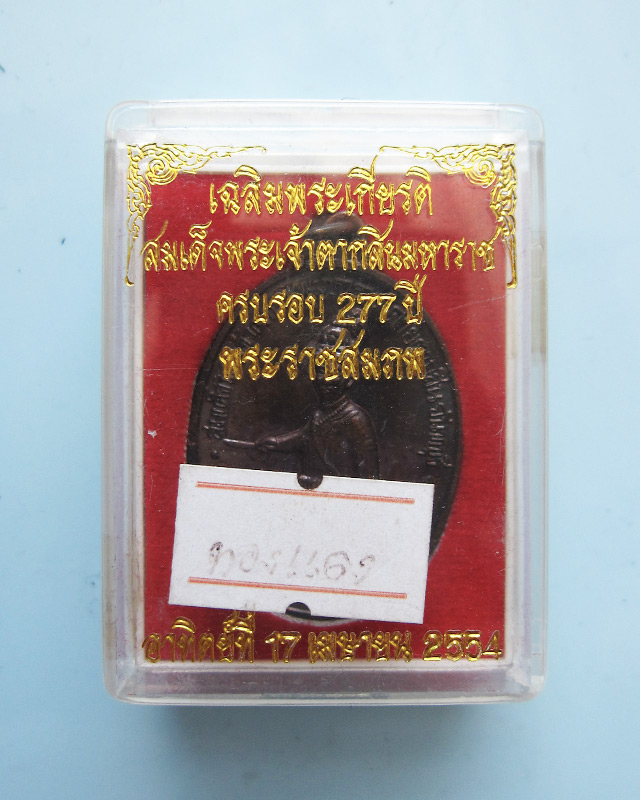 เฉลิมพระเกียรติ
สมเด็จพระเจ้าตากสินมหาราช
ครบรอบ 277 ปี
พระราชสมภพ
ทองแดง
อาทิตย์ที่ 17 เมษายน 2554